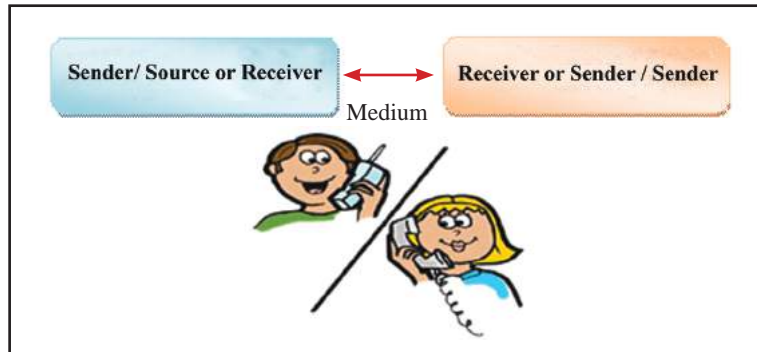 Sender/ Source or Receiver
Receiver or Sender / Sender
Medium